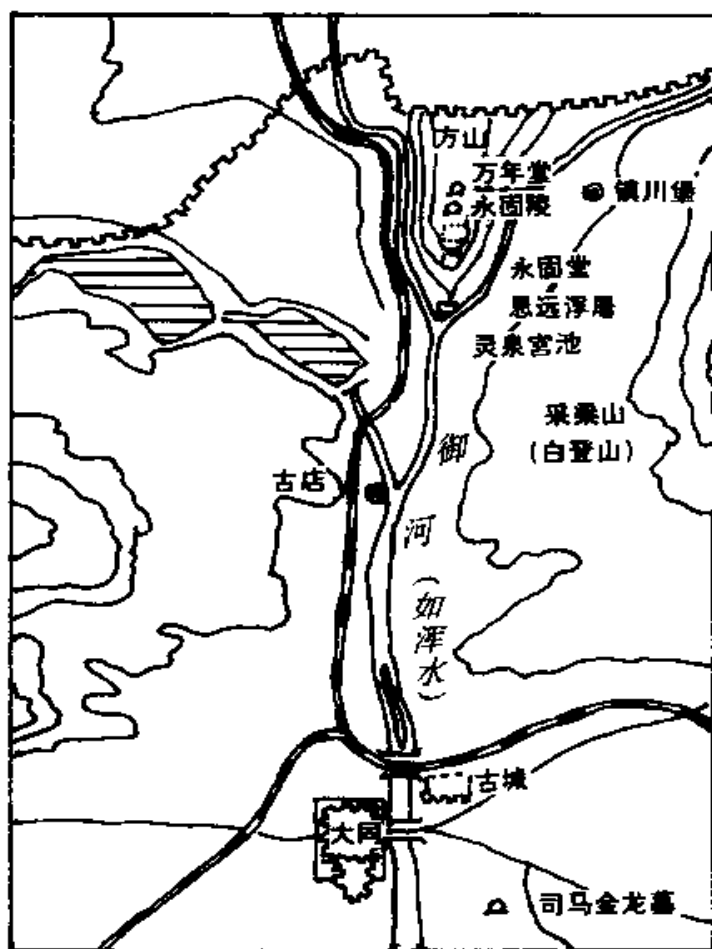 方山
万年堂
永固陵
镇川堡
永固堂
思远浮屠
灵泉宫池
采梁山
(白登山)
御河(如浑水)
古店
古城
大同
司马金龙墓